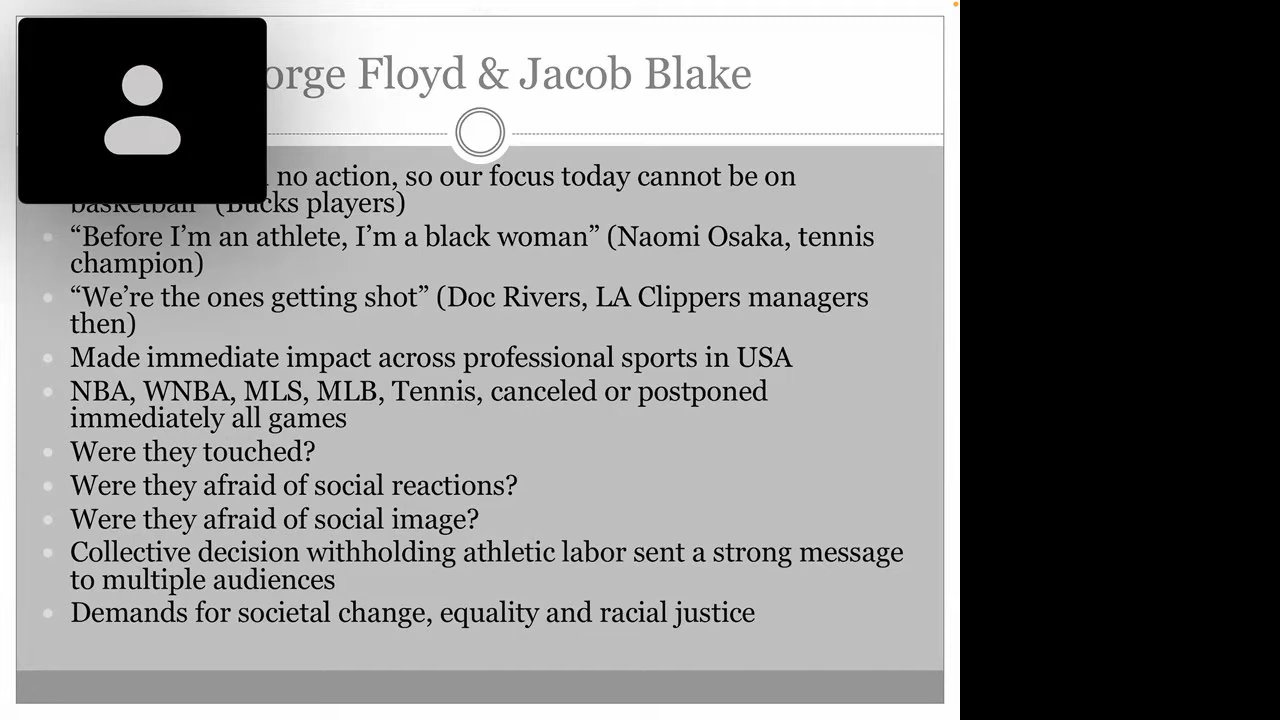 orge Floyd & Jacob Blake
no action, so our focus today cannot be on
basketball” (Bucks players)
“Before I’m an athlete, I’m a black woman” (Naomi Osaka, tennis
champion)
“We’re the ones getting shot” (Doc Rivers, LA Clippers managers
then)
Made immediate impact across professional sports in USA
NBA, WNBA, MLS, MLB, Tennis, canceled or postponed
immediately all games
Were they touched?
Were they afraid of social reactions?
Were they afraid of social image?
Collective decision withholding athletic labor sent a strong message
to multiple audiences
Demands for societal change, equality and racial justice